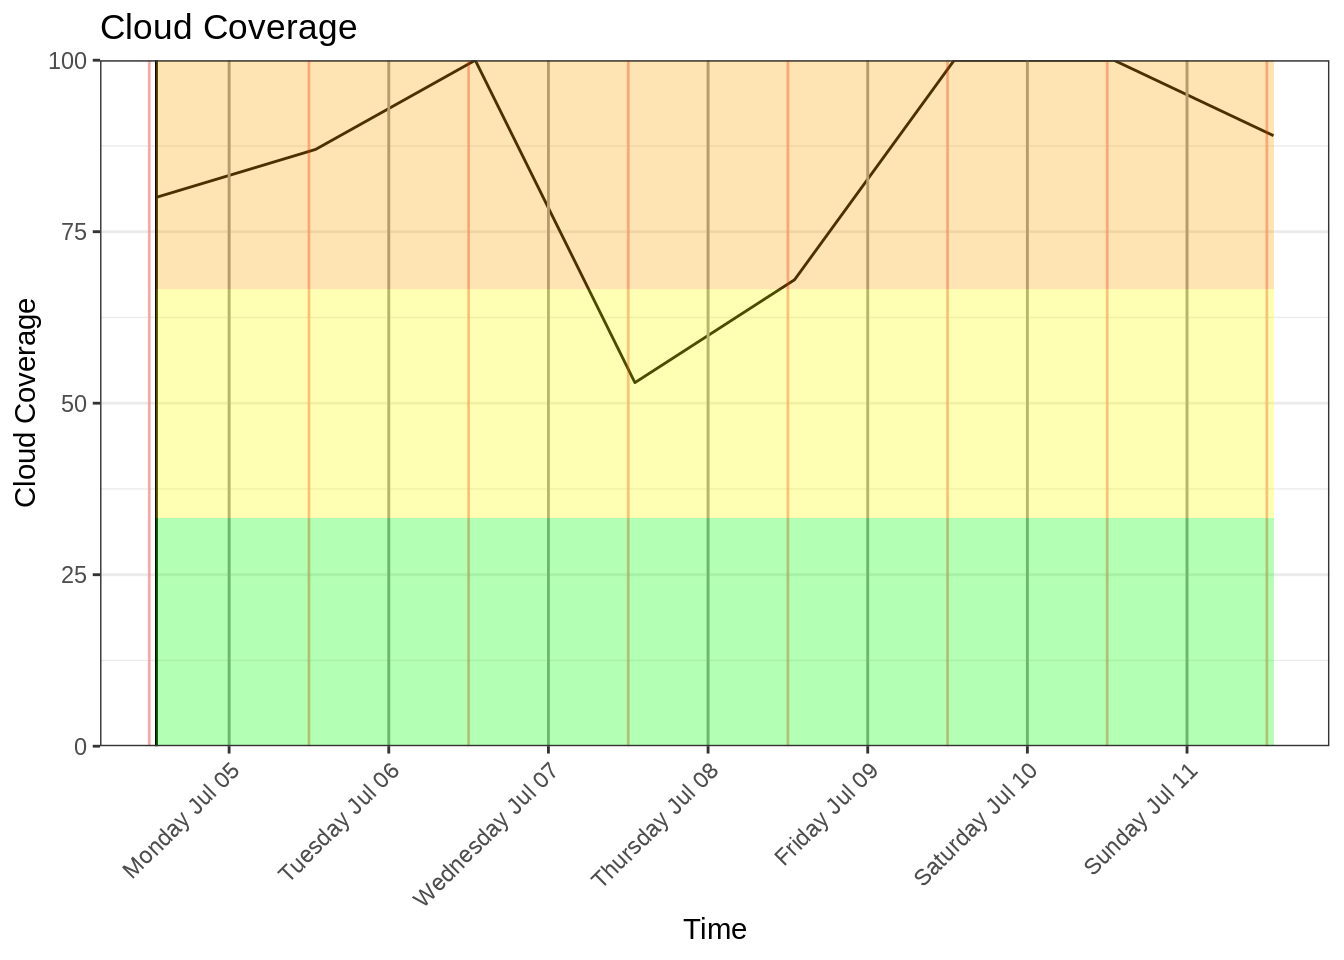 Cloud Coverage
100
75
50
25
0
Cloud Coverage
Monday Jul 05
Tuesday Jul 06
Wednesday Jul 07
Thursday Jul 08
Friday Jul 09
Saturday Jul 10
Sunday Jul 11
Time